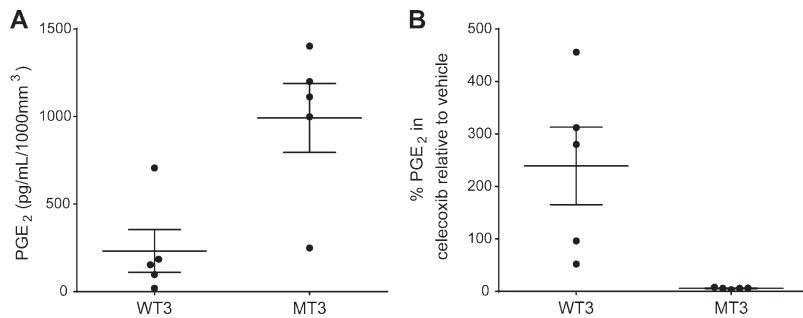 A
PGE₂ (pg/mL/1000mm³)
1500
1000
500
0
WT3
MT3
B
% PGE₂ in
celecoxib relative to vehicle
500
400
300
200
100
0
WT3
MT3